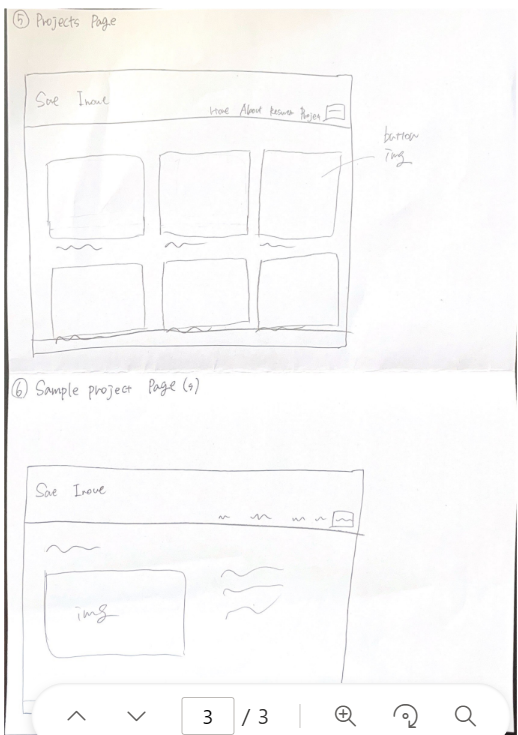 ⑤ Projects Page
Sae Inoue
Home About Resume Projects
button
img
⑥ Sample project Page (s)
Sae Inoue
img
3 / 3